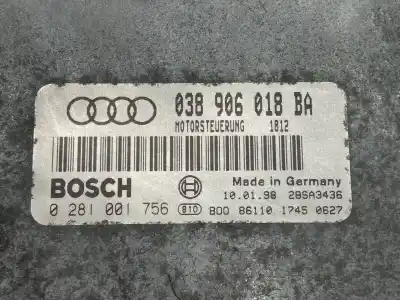 038 906 018 BA
MOTORSTEUERUNG 1812
BOSCH
Made in Germany
10.01.98 28SA3436
0 281 001 756 810 BOO 86110 1745 0627